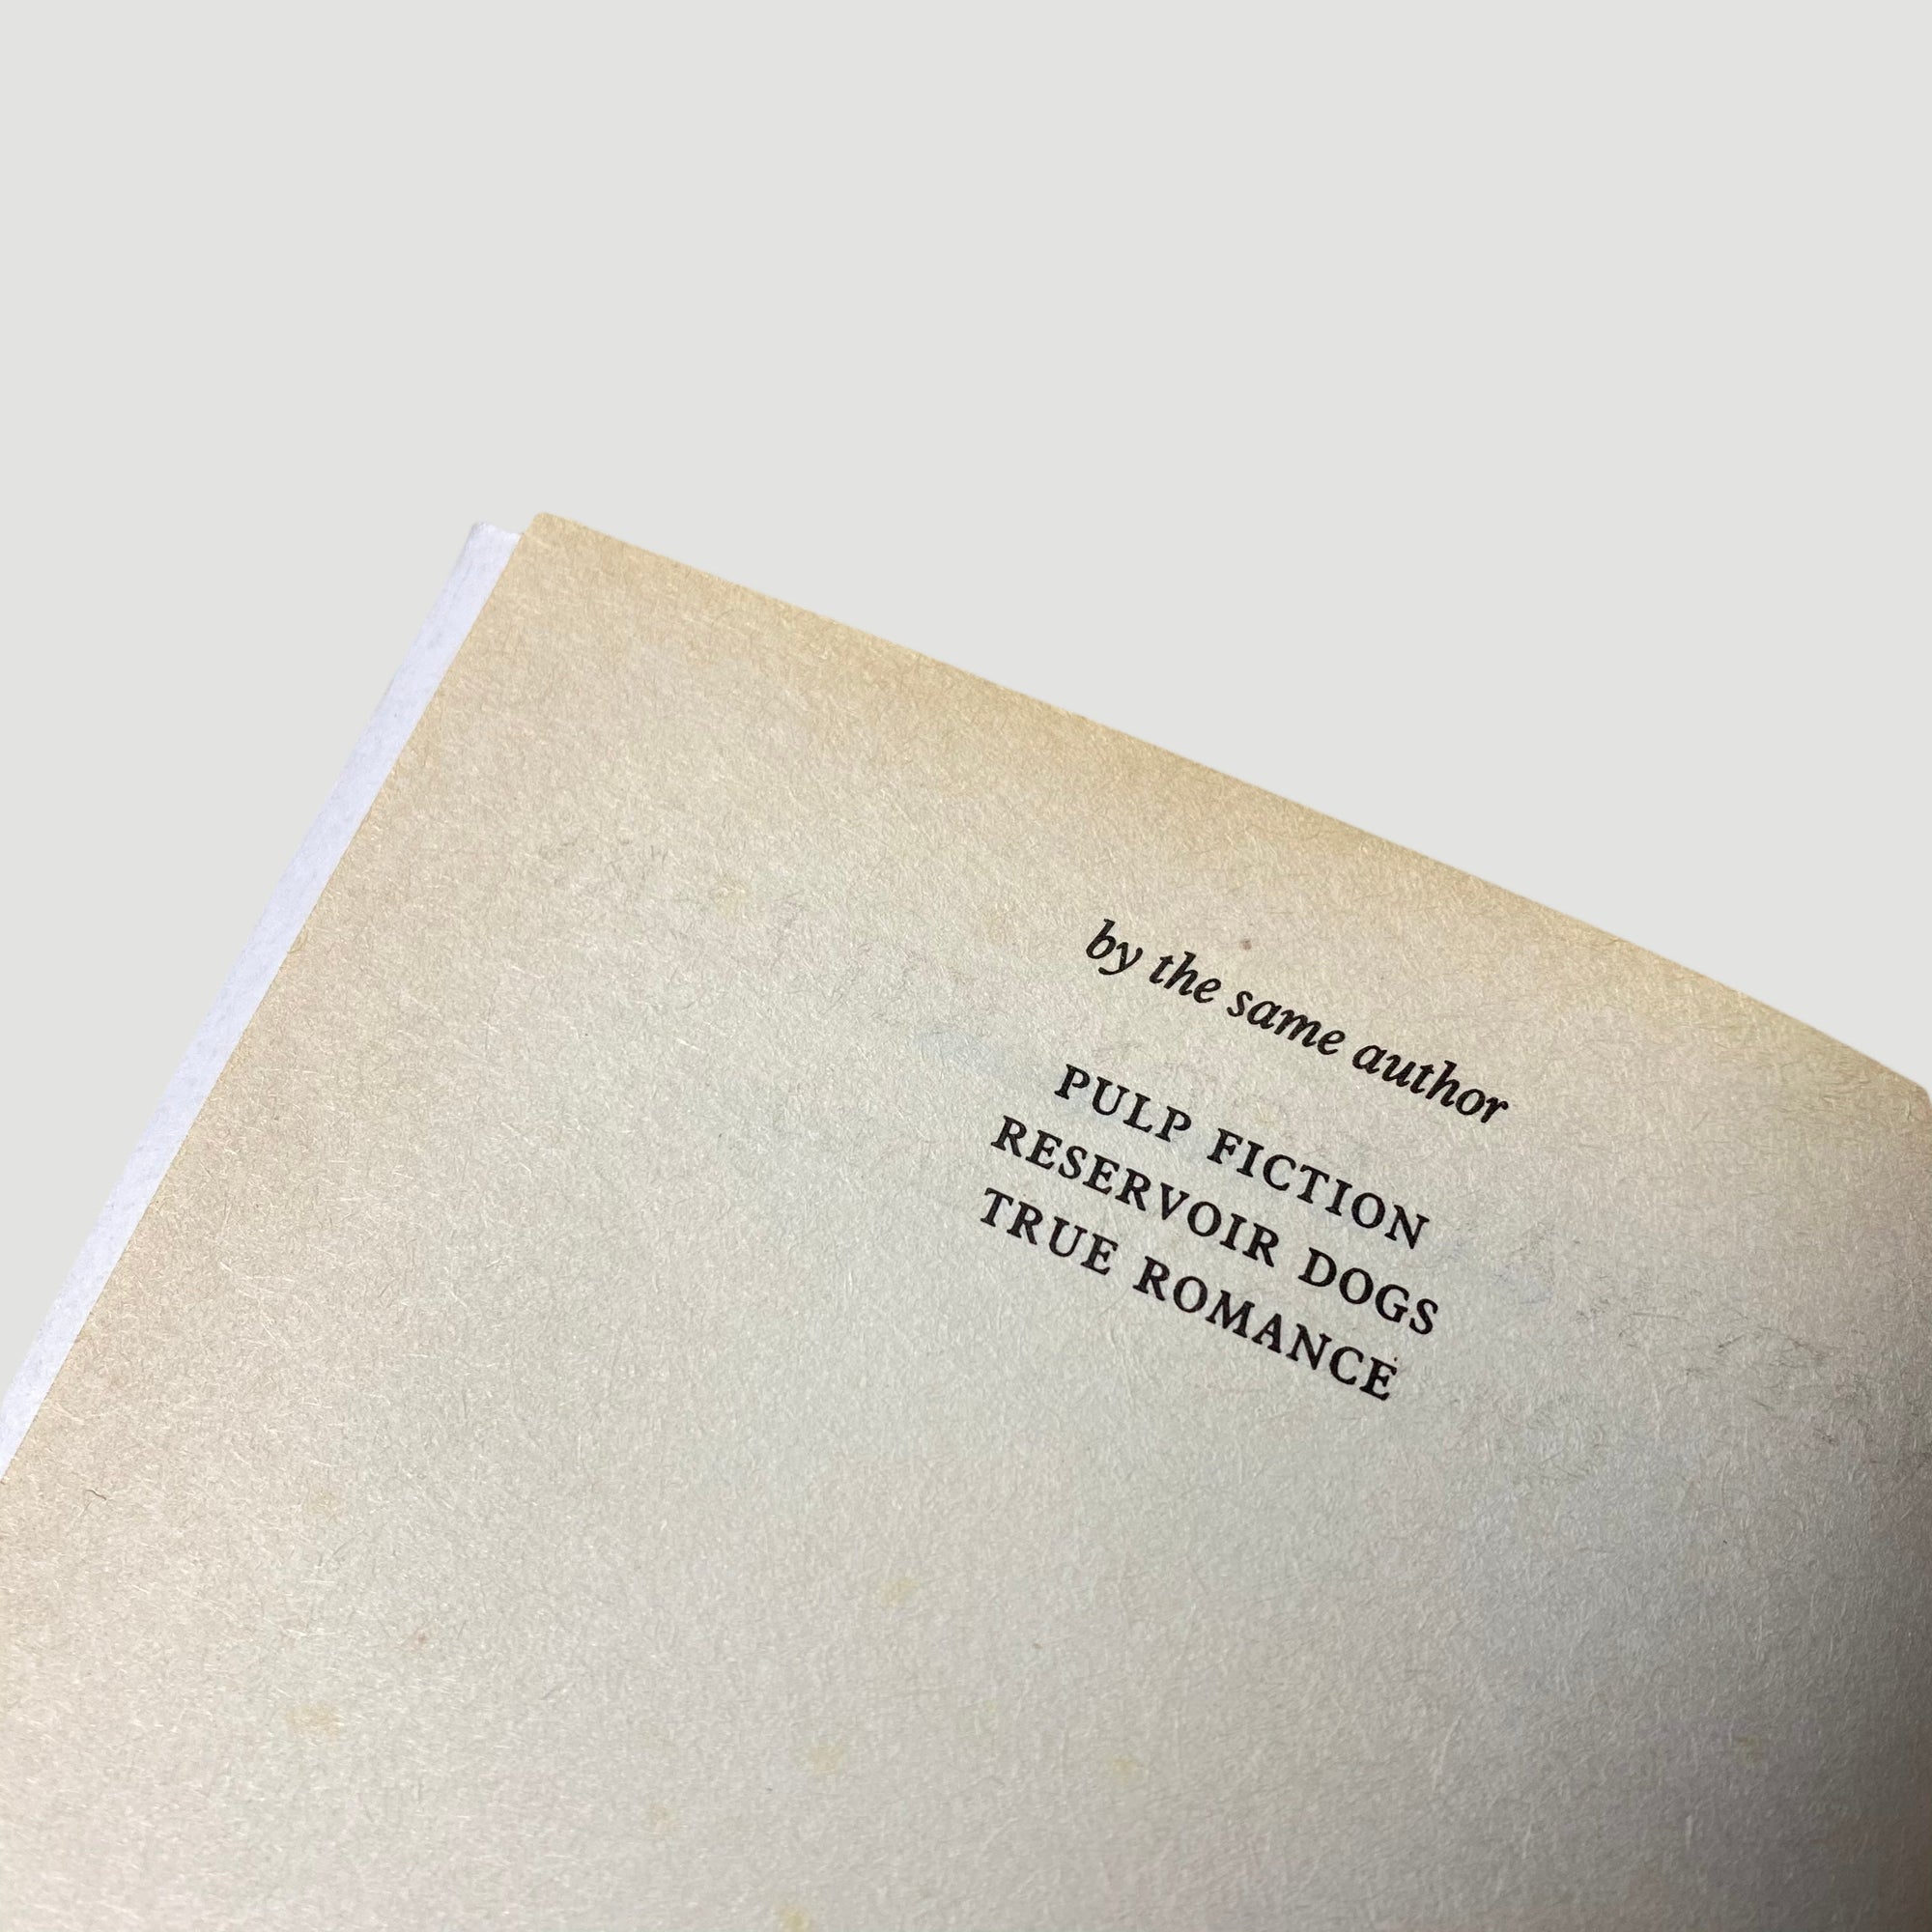 by the same author
PULP FICTION
RESERVOIR DOGS
TRUE ROMANCE